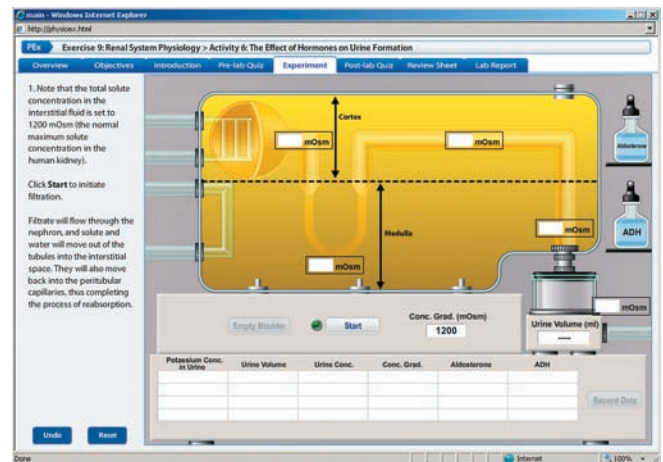 main - Windows Internet Explorer
http://physioex.html
PEx Exercise 9: Renal System Physiology > Activity 6: The Effect of Hormones on Urine Formation
Overview Objectives Introduction Pre-lab Quiz Experiment Post-lab Quiz Review Sheet Lab Report
1. Note that the total solute
concentration in the
interstitial fluid is set to
1200 mOsm (the normal
maximum solute
concentration in the
human kidney).
Click Start to initiate
filtration.
Filtrate will flow through the
nephron, and solute and
water will move out of the
tubules into the interstitial
space. They will also move
back into the peritubular
capillaries, thus completing
the process of reabsorption.
Undo Reset
Cortex
mOsm
mOsm
Aldosterone
Medulla
mOsm
ADH
mOsm
mOsm
Empty Bladder Start
Conc. Grad. (mOsm)
1200
Urine Volume (ml)
----
Potassium Conc.
in Urine Urine Volume Urine Conc. Conc. Grad. Aldosterone ADH
Record Data
Done Internet 100%